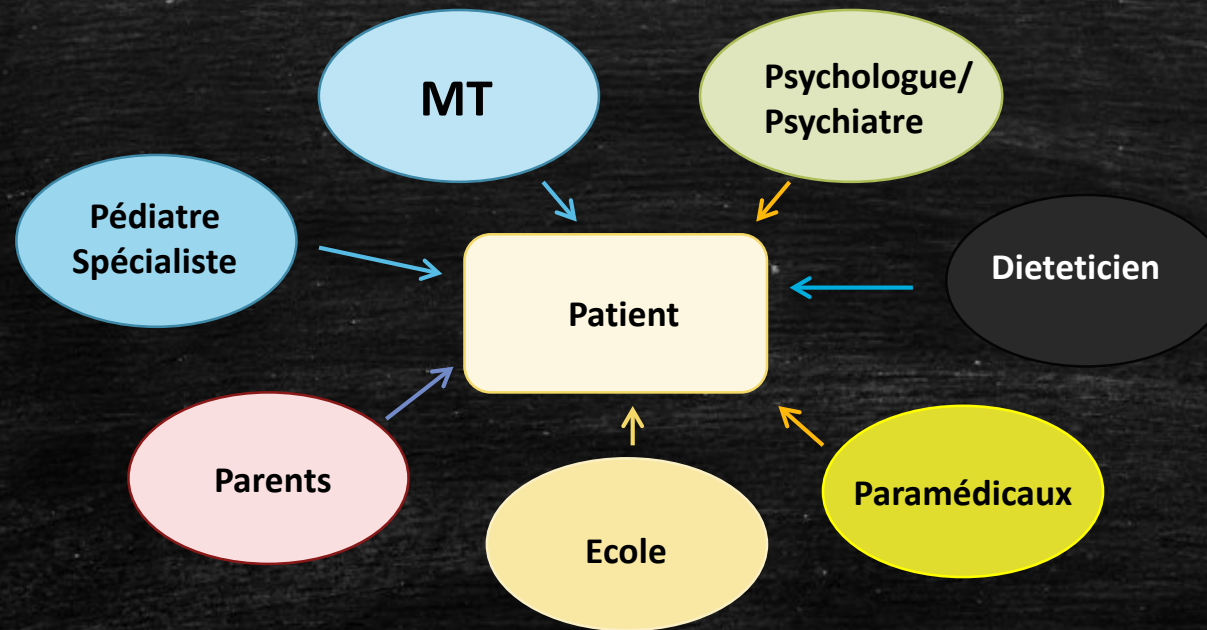 MT
Psychologue/
Psychiatre
Pédiatre
Spécialiste
Dieteticien
Patient
Parents
Ecole
Paramédicaux